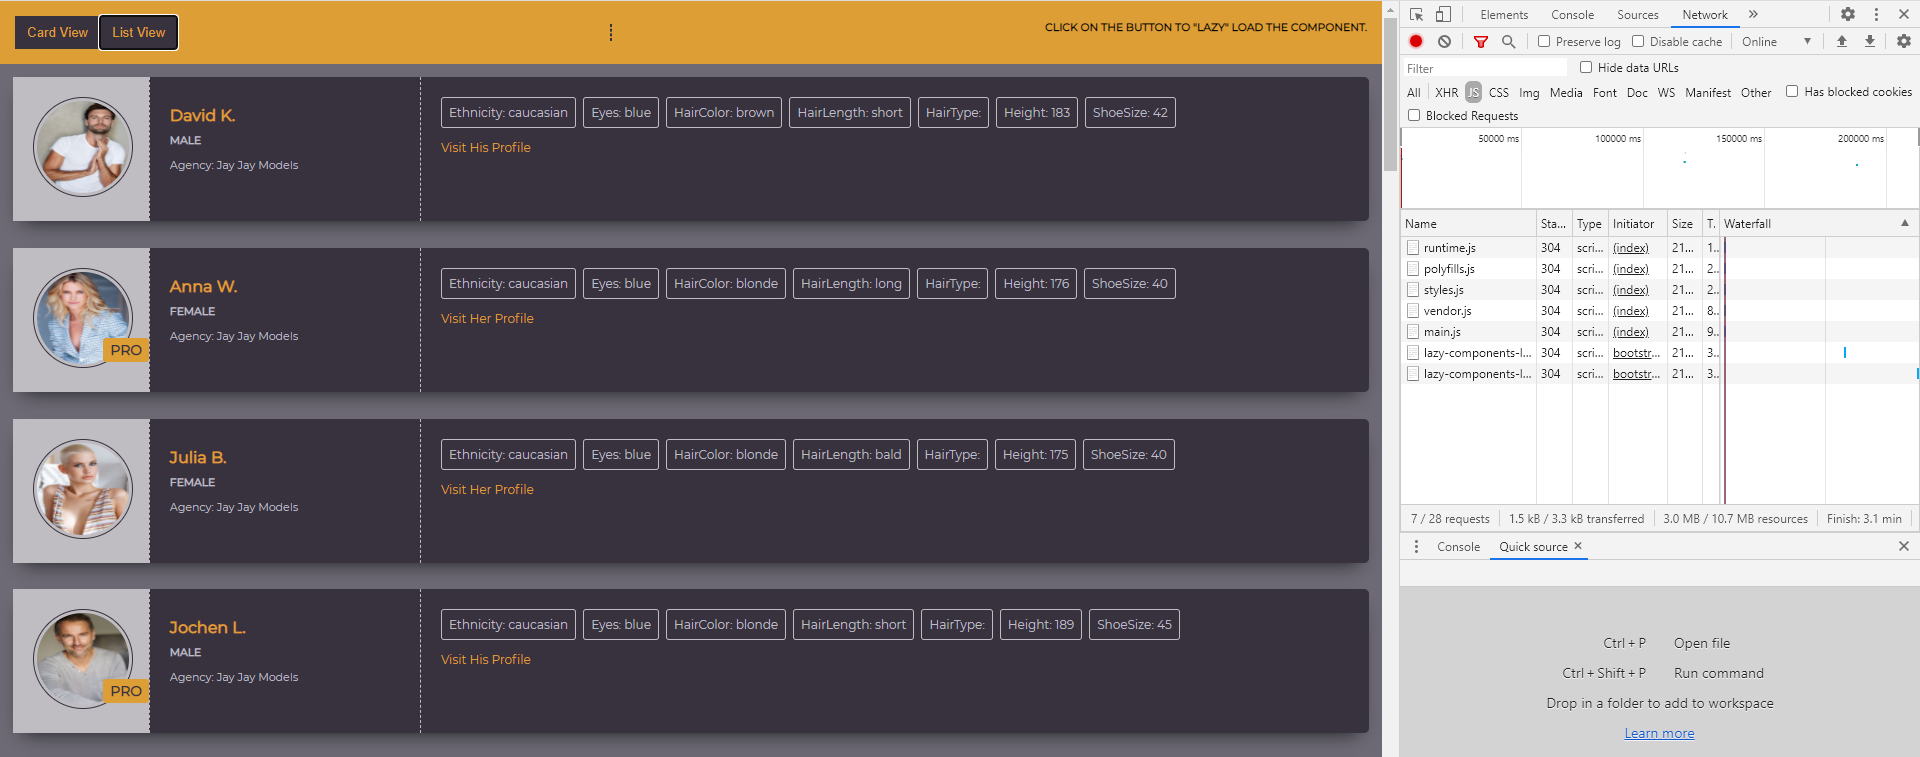 Card View List View
CLICK ON THE BUTTON TO "LAZY" LOAD THE COMPONENT.
David K.
MALE
Agency: Jay Jay Models
Ethnicity: caucasian Eyes: blue HairColor: brown HairLength: short HairType: Height: 183 ShoeSize: 42
Visit His Profile
Anna W.
FEMALE
Agency: Jay Jay Models
PRO
Ethnicity: caucasian Eyes: blue HairColor: blonde HairLength: long HairType: Height: 176 ShoeSize: 40
Visit Her Profile
Julia B.
FEMALE
Agency: Jay Jay Models
Ethnicity: caucasian Eyes: blue HairColor: blonde HairLength: bald HairType: Height: 175 ShoeSize: 40
Visit Her Profile
Jochen L.
MALE
Agency: Jay Jay Models
PRO
Ethnicity: caucasian Eyes: blue HairColor: blonde HairLength: short HairType: Height: 189 ShoeSize: 45
Visit His Profile
Elements Console Sources Network
Preserve log Disable cache Online
Filter Hide data URLs
All XHR JS CSS Img Media Font Doc WS Manifest Other Has blocked cookies
Blocked Requests
50000 ms 100000 ms 150000 ms 200000 ms
Name Sta... Type Initiator Size T. Waterfall
runtime.js 304 scri... (index) 21... 1..
polyfills.js 304 scri... (index) 21... 2..
styles.js 304 scri... (index) 21... 2..
vendor.js 304 scri... (index) 21... 8..
main.js 304 scri... (index) 21... 9..
lazy-components-l... 304 scri... bootstr... 21... 3..
lazy-components-l... 304 scri... bootstr... 21... 3..
7 / 28 requests 1.5 kB / 3.3 kB transferred 3.0 MB / 10.7 MB resources Finish: 3.1 min
Console Quick source
Ctrl + P Open file
Ctrl + Shift + P Run command
Drop in a folder to add to workspace
Learn more